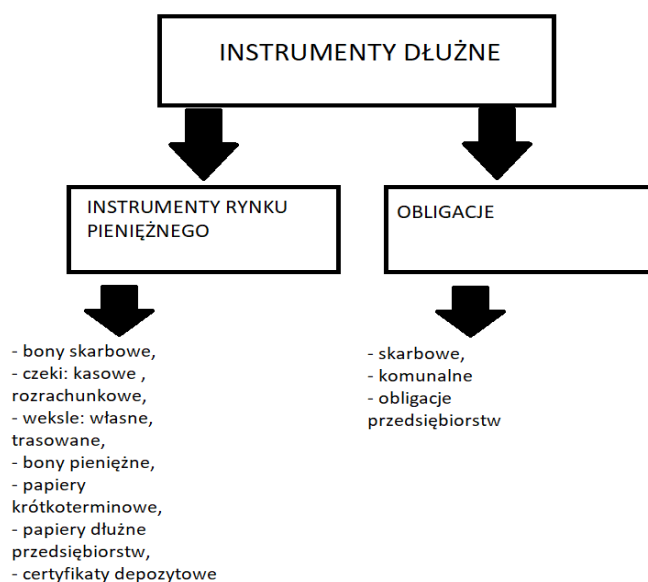 INSTRUMENTY DŁUŻNE
INSTRUMENTY RYNKU
PIENIĘŻNEGO
OBLIGACJE
- bony skarbowe,
- czeki: kasowe ,
rozrachunkowe,
- weksle: własne,
trasowane,
- bony pieniężne,
- papiery
krótkoterminowe,
- papiery dłużne
przedsiębiorstw,
- certyfikaty depozytowe
- skarbowe,
- komunalne
- obligacje
przedsiębiorstw